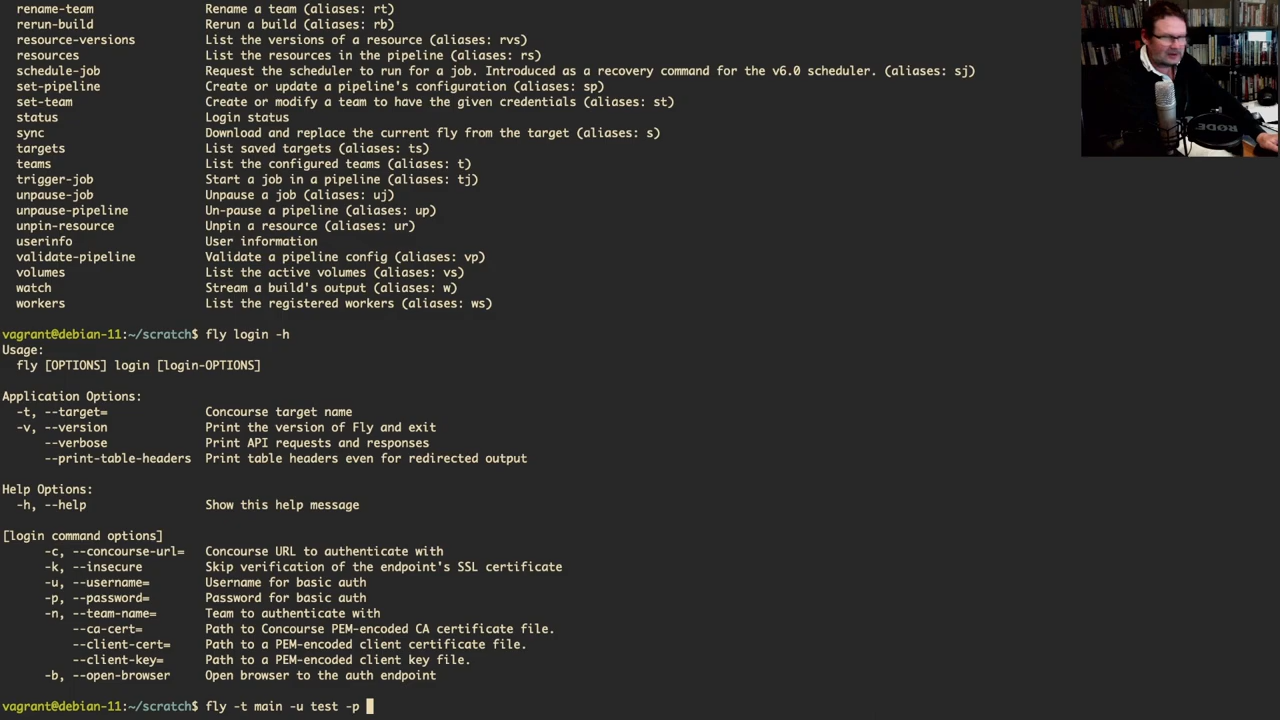 rename-team Rename a team (aliases: rt)
rerun-build Rerun a build (aliases: rb)
resource-versions List the versions of a resource (aliases: rvs)
resources List the resources in the pipeline (aliases: rs)
schedule-job Request the scheduler to run for a job. Introduced as a recovery command for the v6.0 scheduler. (aliases: sj)
set-pipeline Create or update a pipeline's configuration (aliases: sp)
set-team Create or modify a team to have the given credentials (aliases: st)
status Login status
sync Download and replace the current fly from the target (aliases: s)
targets List saved targets (aliases: ts)
teams List the configured teams (aliases: t)
trigger-job Start a job in a pipeline (aliases: tj)
unpause-job Unpause a job (aliases: uj)
unpause-pipeline Un-pause a pipeline (aliases: up)
unpin-resource Unpin a resource (aliases: ur)
userinfo User information
validate-pipeline Validate a pipeline config (aliases: vp)
volumes List the active volumes (aliases: vs)
watch Stream a build's output (aliases: w)
workers List the registered workers (aliases: ws)
vagrant@debian-11:~/scratch$ fly login -h
Usage:
fly [OPTIONS] login [login-OPTIONS]
Application Options:
-t, --target= Concourse target name
-v, --version Print the version of Fly and exit
--verbose Print API requests and responses
--print-table-headers Print table headers even for redirected output
Help Options:
-h, --help Show this help message
[login command options]
-c, --concourse-url= Concourse URL to authenticate with
-k, --insecure Skip verification of the endpoint's SSL certificate
-u, --username= Username for basic auth
-p, --password= Password for basic auth
-n, --team-name= Team to authenticate with
--ca-cert= Path to Concourse PEM-encoded CA certificate file.
--client-cert= Path to a PEM-encoded client certificate file.
--client-key= Path to a PEM-encoded client key file.
-b, --open-browser Open browser to the auth endpoint
vagrant@debian-11:~/scratch$ fly -t main -u test -p
RODE